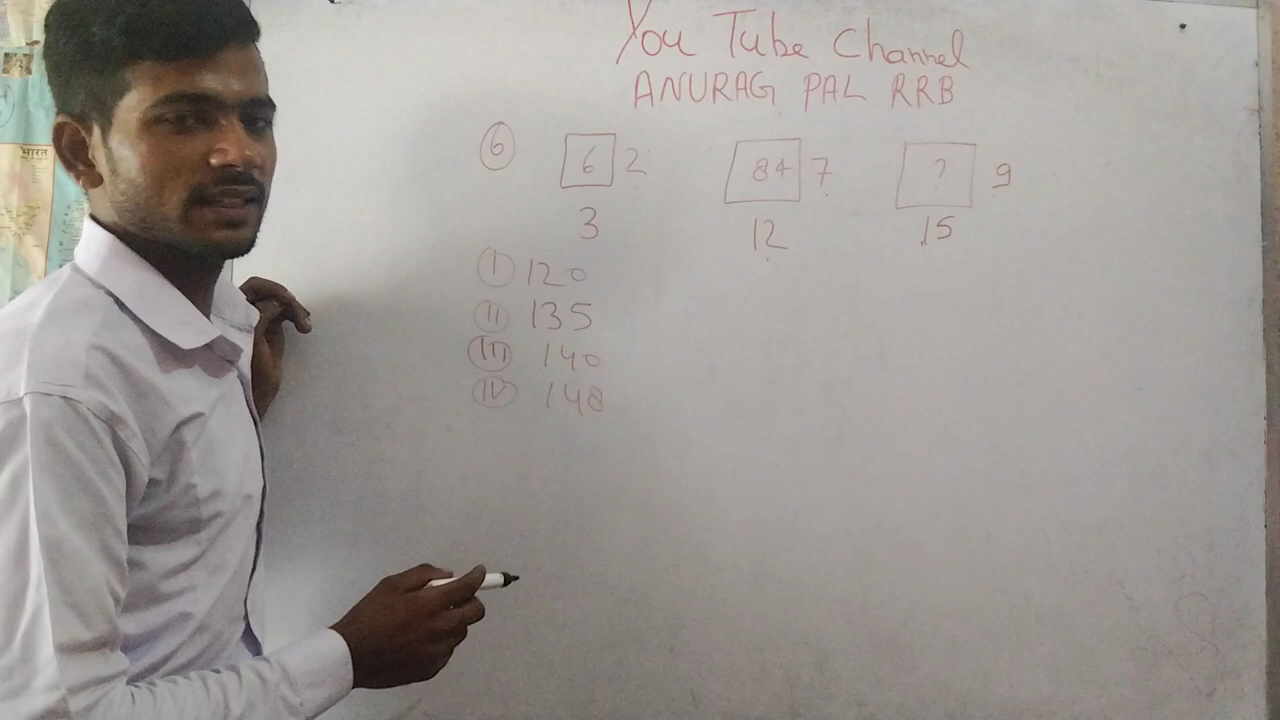 You Tube Channel
ANURAG PAL RRB
भारत
⑥ 6 2 84 7 ? 9
3 12 15
Ⓘ 120
Ⅱ 135
Ⅲ 140
Ⅳ 148